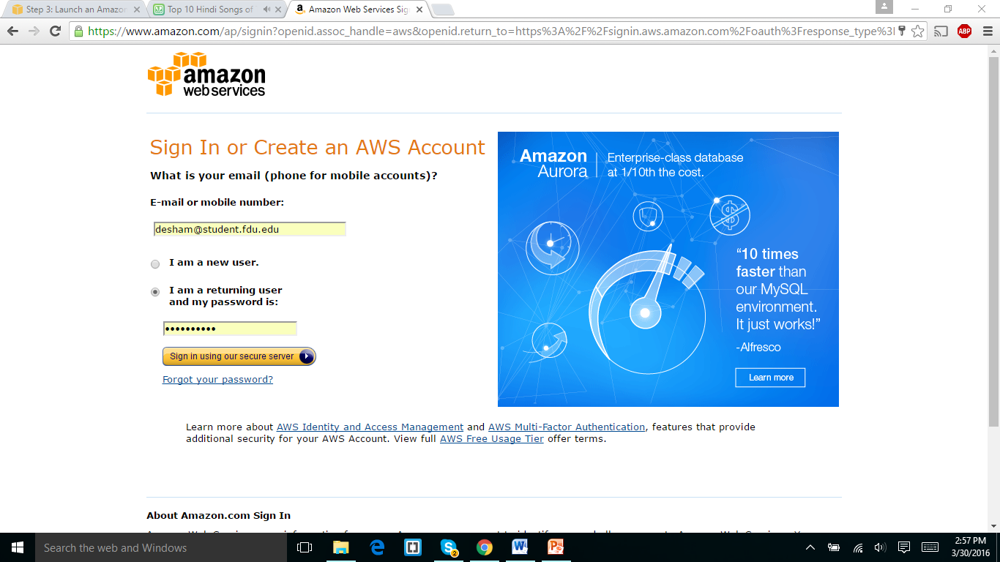 Step 3: Launch an Amazon
Top 10 Hindi Songs of
Amazon Web Services Sig
https://www.amazon.com/ap/signin?openid.assoc_handle=aws&openid.return_to=https%3A%2F%2Fsignin.aws.amazon.com%2Foauth%3Fresponse_type%3
ABP
amazon
web services
Sign In or Create an AWS Account
What is your email (phone for mobile accounts)?
E-mail or mobile number:
desham@student.fdu.edu
I am a new user.
I am a returning user
and my password is:
••••••••••
Sign in using our secure server
Forgot your password?
Amazon
Aurora
Enterprise-class database
at 1/10th the cost.
$
“10 times
faster than
our MySQL
environment.
It just works!”
-Alfresco
Learn more
Learn more about AWS Identity and Access Management and AWS Multi-Factor Authentication, features that provide
additional security for your AWS Account. View full AWS Free Usage Tier offer terms.
About Amazon.com Sign In
Search the web and Windows
2
2:57 PM
3/30/2016